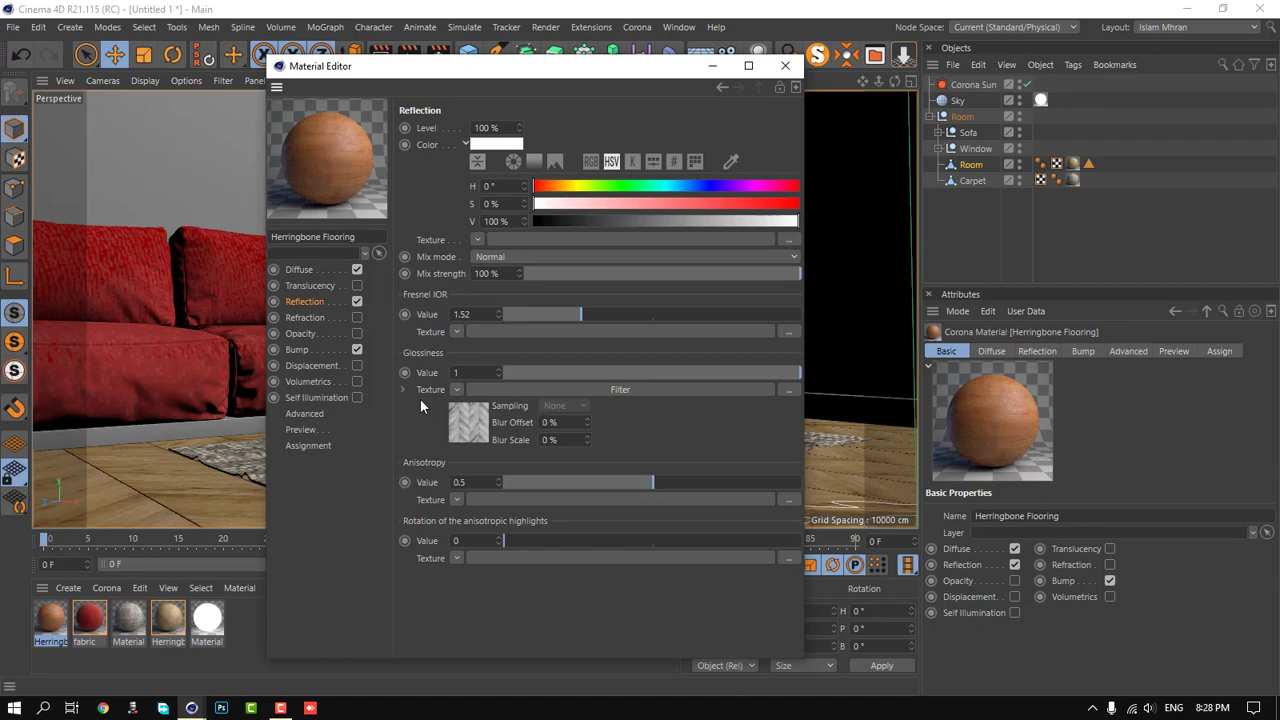 Cinema 4D R21.115 (RC) - [Untitled 1 *] - Main
File Edit Create Modes Select Tools Mesh Spline Volume MoGraph Character Animate Simulate Tracker Render Extensions Corona Window Help Node Space: Current (Standard/Physical) Layout: Islam Mhran
View Cameras Display Options Filter Panel
Perspective
Material Editor
Herringbone Flooring
Diffuse
Translucency
Reflection
Refraction
Opacity
Bump
Displacement
Volumetrics
Self Illumination
Advanced
Preview
Assignment
Reflection
Level 100 %
Color
RGB HSV K #
H 0 °
S 0 %
V 100 %
Texture ...
Mix mode Normal
Mix strength 100 %
Fresnel IOR
Value 1.52
Texture ...
Glossiness
Value 1
Texture Filter ...
Sampling None
Blur Offset 0 %
Blur Scale 0 %
Anisotropy
Value 0.5
Texture ...
Rotation of the anisotropic highlights
Value 0
Texture ...
Grid Spacing : 10000 cm
0 5 10 15 20 85 90 0 F
0 F 0 F
Create Corona Edit View Select Material
Herringb fabric Material Herringb Material
Rotation
H 0 °
P 0 °
B 0 °
Object (Rel) Size Apply
Objects
File Edit View Object Tags Bookmarks
Corona Sun
Sky
Room
Sofa
Window
Room
Carpet
Attributes
Mode Edit User Data
Corona Material [Herringbone Flooring]
Basic Diffuse Reflection Bump Advanced Preview Assign
Basic Properties
Name Herringbone Flooring
Layer
Diffuse Translucency
Reflection Refraction
Opacity Bump
Displacement Volumetrics
Self Illumination
ENG 8:28 PM